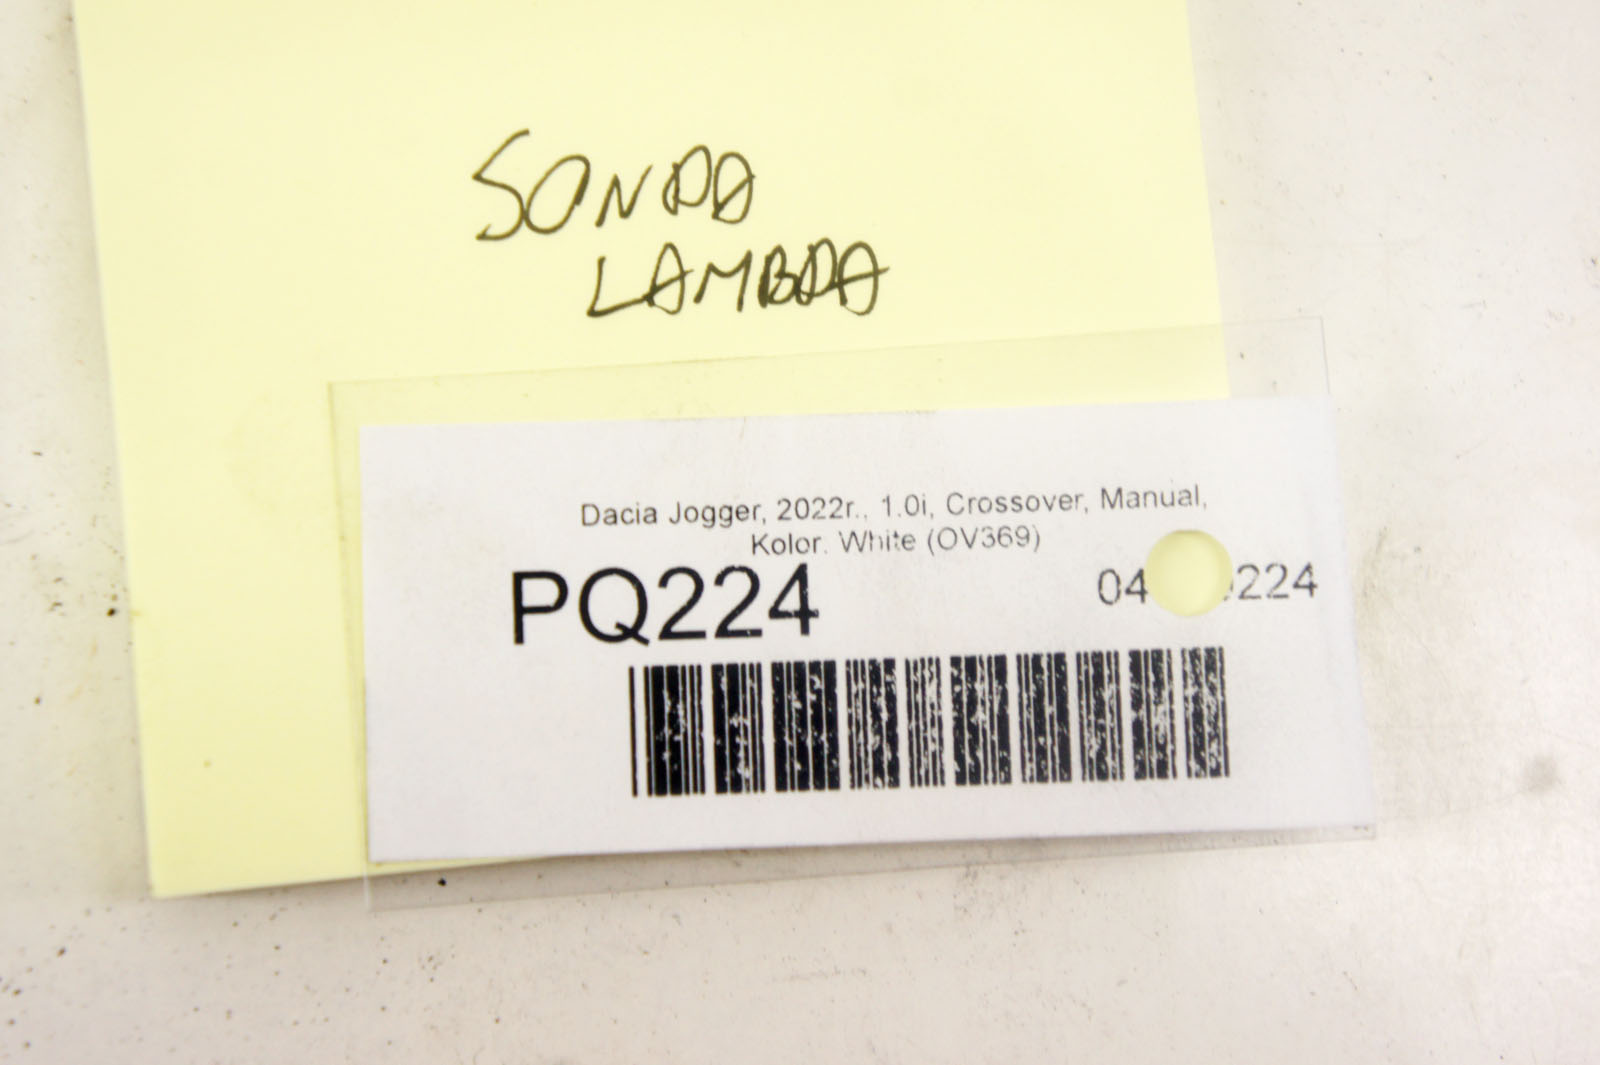 SONDA
LAMBDA
Dacia Jogger, 2022r., 1.0i, Crossover, Manual,
Kolor: White (OV369)
PQ224